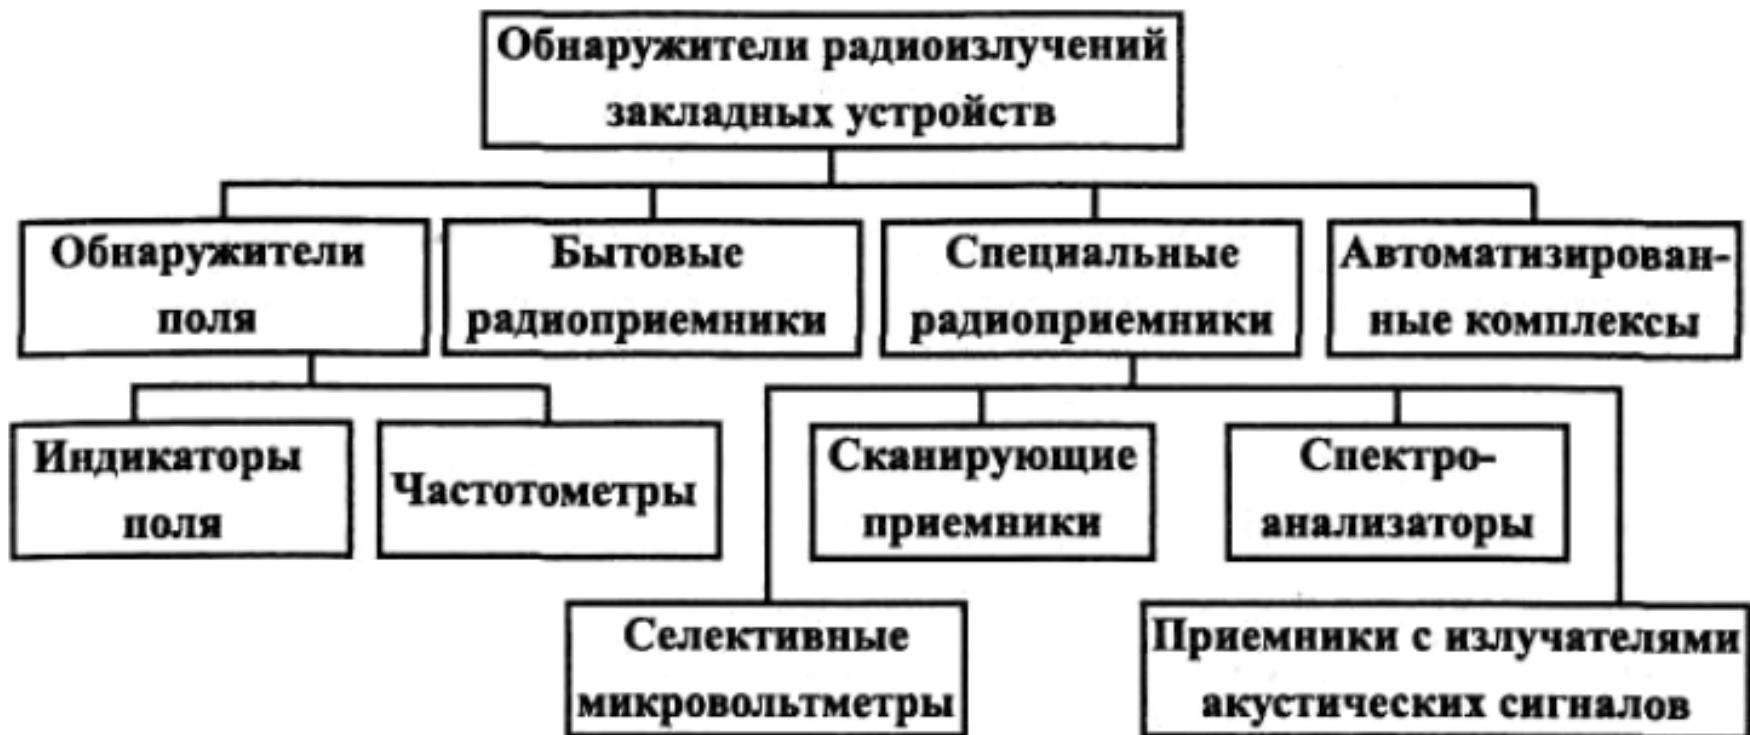 Обнаружители радиоизлучений
закладных устройств
Обнаружители
поля
Бытовые
радиоприемники
Специальные
радиоприемники
Автоматизирован-
ные комплексы
Индикаторы
поля
Частотометры
Сканирующие
приемники
Спектро-
анализаторы
Селективные
микровольтметры
Приемники с излучателями
акустических сигналов